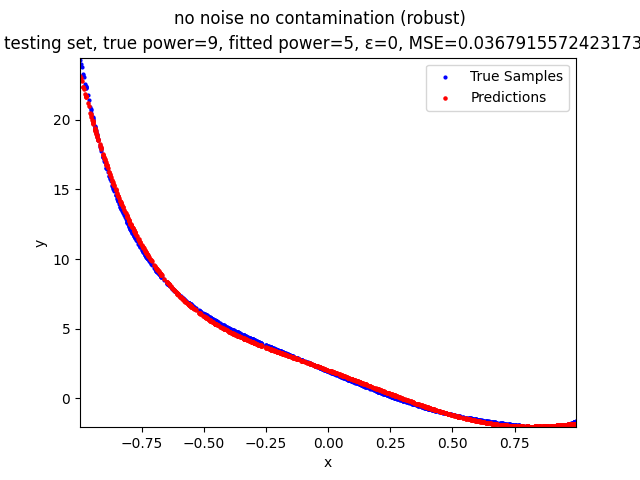 no noise no contamination (robust)
testing set, true power=9, fitted power=5, ε=0, MSE=0.0367915572423173
True Samples
Predictions
20
15
10
5
0
y
−0.75 −0.50 −0.25 0.00 0.25 0.50 0.75
x